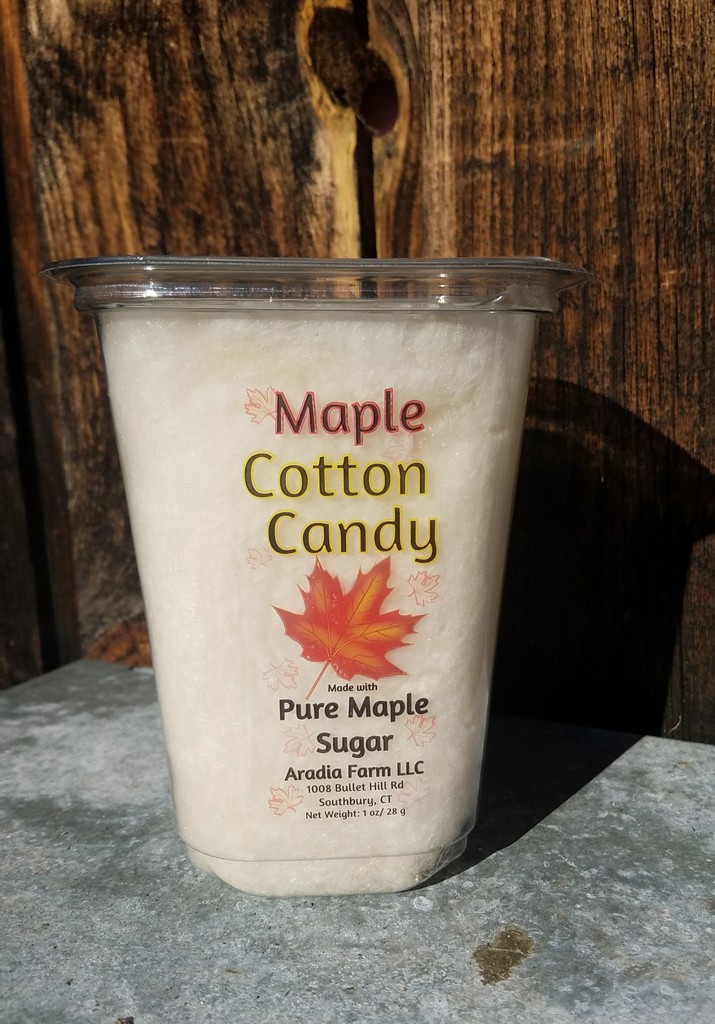 Maple
Cotton
Candy
Made with
Pure Maple
Sugar
Aradia Farm LLC
1008 Bullet Hill Rd
Southbury, CT
Net Weight: 1 oz/ 28 g